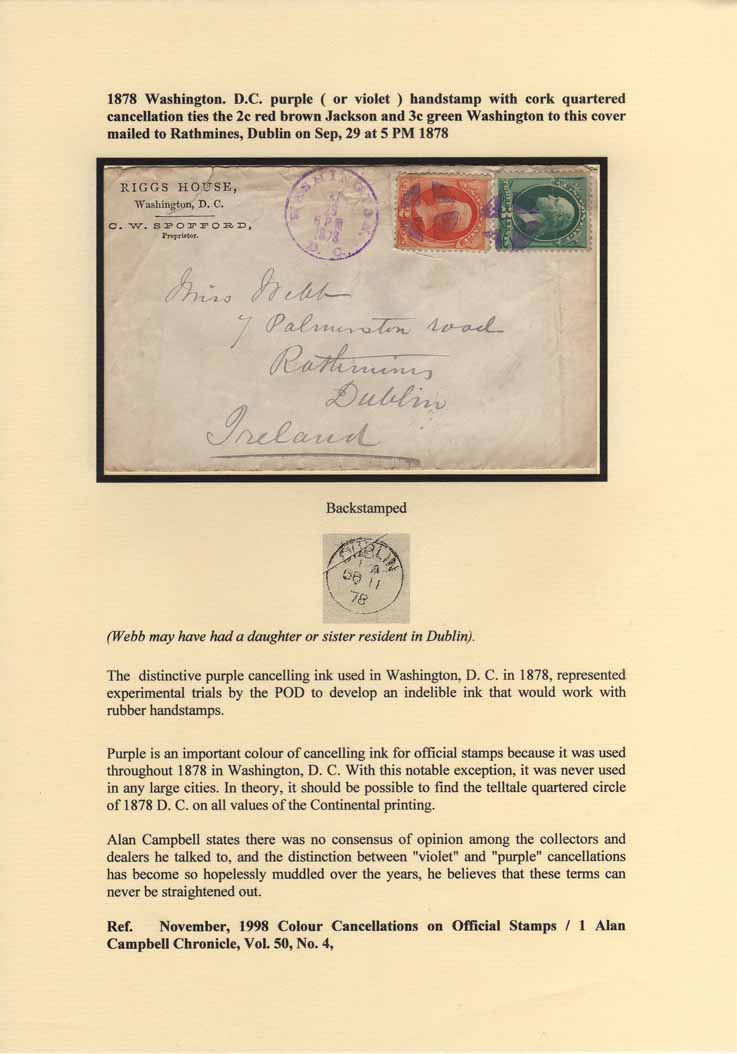 1878 Washington. D.C. purple ( or violet ) handstamp with cork quartered
cancellation ties the 2c red brown Jackson and 3c green Washington to this cover
mailed to Rathmines, Dublin on Sep, 29 at 5 PM 1878
RIGGS HOUSE,
Washington, D. C.
C. W. SPOFFORD,
Proprietor.
WASHINGTON.
29
5 PM
1878
D. C.
Miss Webb
7 Palmerston road
Rathmines
Dublin
Ireland
Backstamped
DUBLIN
11
78
(Webb may have had a daughter or sister resident in Dublin).
The distinctive purple cancelling ink used in Washington, D. C. in 1878, represented
experimental trials by the POD to develop an indelible ink that would work with
rubber handstamps.
Purple is an important colour of cancelling ink for official stamps because it was used
throughout 1878 in Washington, D. C. With this notable exception, it was never used
in any large cities. In theory, it should be possible to find the telltale quartered circle
of 1878 D. C. on all values of the Continental printing.
Alan Campbell states there was no consensus of opinion among the collectors and
dealers he talked to, and the distinction between "violet" and "purple" cancellations
has become so hopelessly muddled over the years, he believes that these terms can
never be straightened out.
Ref. November, 1998 Colour Cancellations on Official Stamps / 1 Alan
Campbell Chronicle, Vol. 50, No. 4,